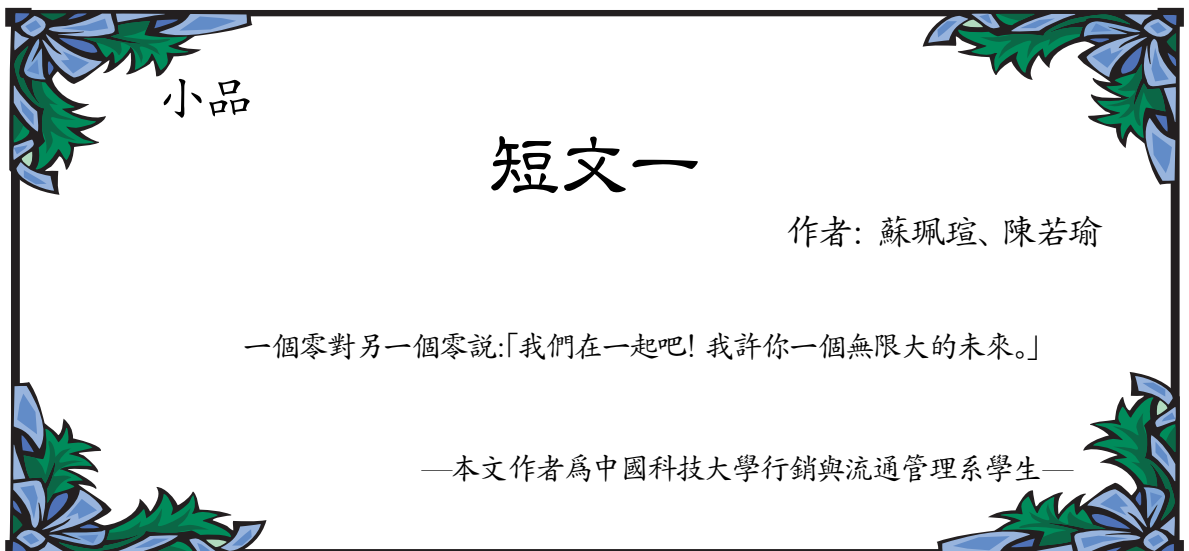 小品
短文一
作者: 蘇珮瑄、陳若瑜
一個零對另一個零説:「我們在一起吧! 我許你一個無限大的未來。」
—本文作者爲中國科技大學行銷與流通管理系學生—